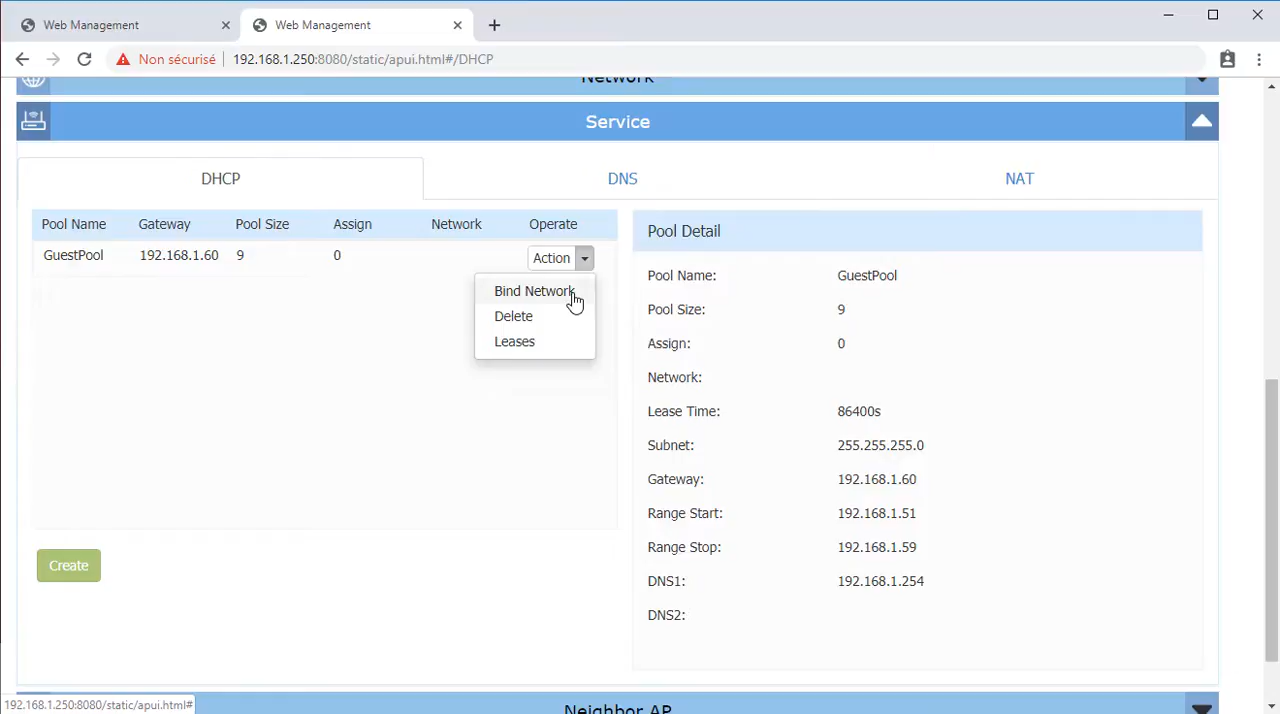 Web Management
Web Management
Non sécurisé
192.168.1.250:8080/static/apui.html#/DHCP
Network
Service
DHCP
DNS
NAT
Pool Name Gateway Pool Size Assign Network Operate
GuestPool 192.168.1.60 9 0 Action
Bind Network
Delete
Leases
Create
Pool Detail
Pool Name: GuestPool
Pool Size: 9
Assign: 0
Network:
Lease Time: 86400s
Subnet: 255.255.255.0
Gateway: 192.168.1.60
Range Start: 192.168.1.51
Range Stop: 192.168.1.59
DNS1: 192.168.1.254
DNS2:
Neighbor AP
192.168.1.250:8080/static/apui.html#